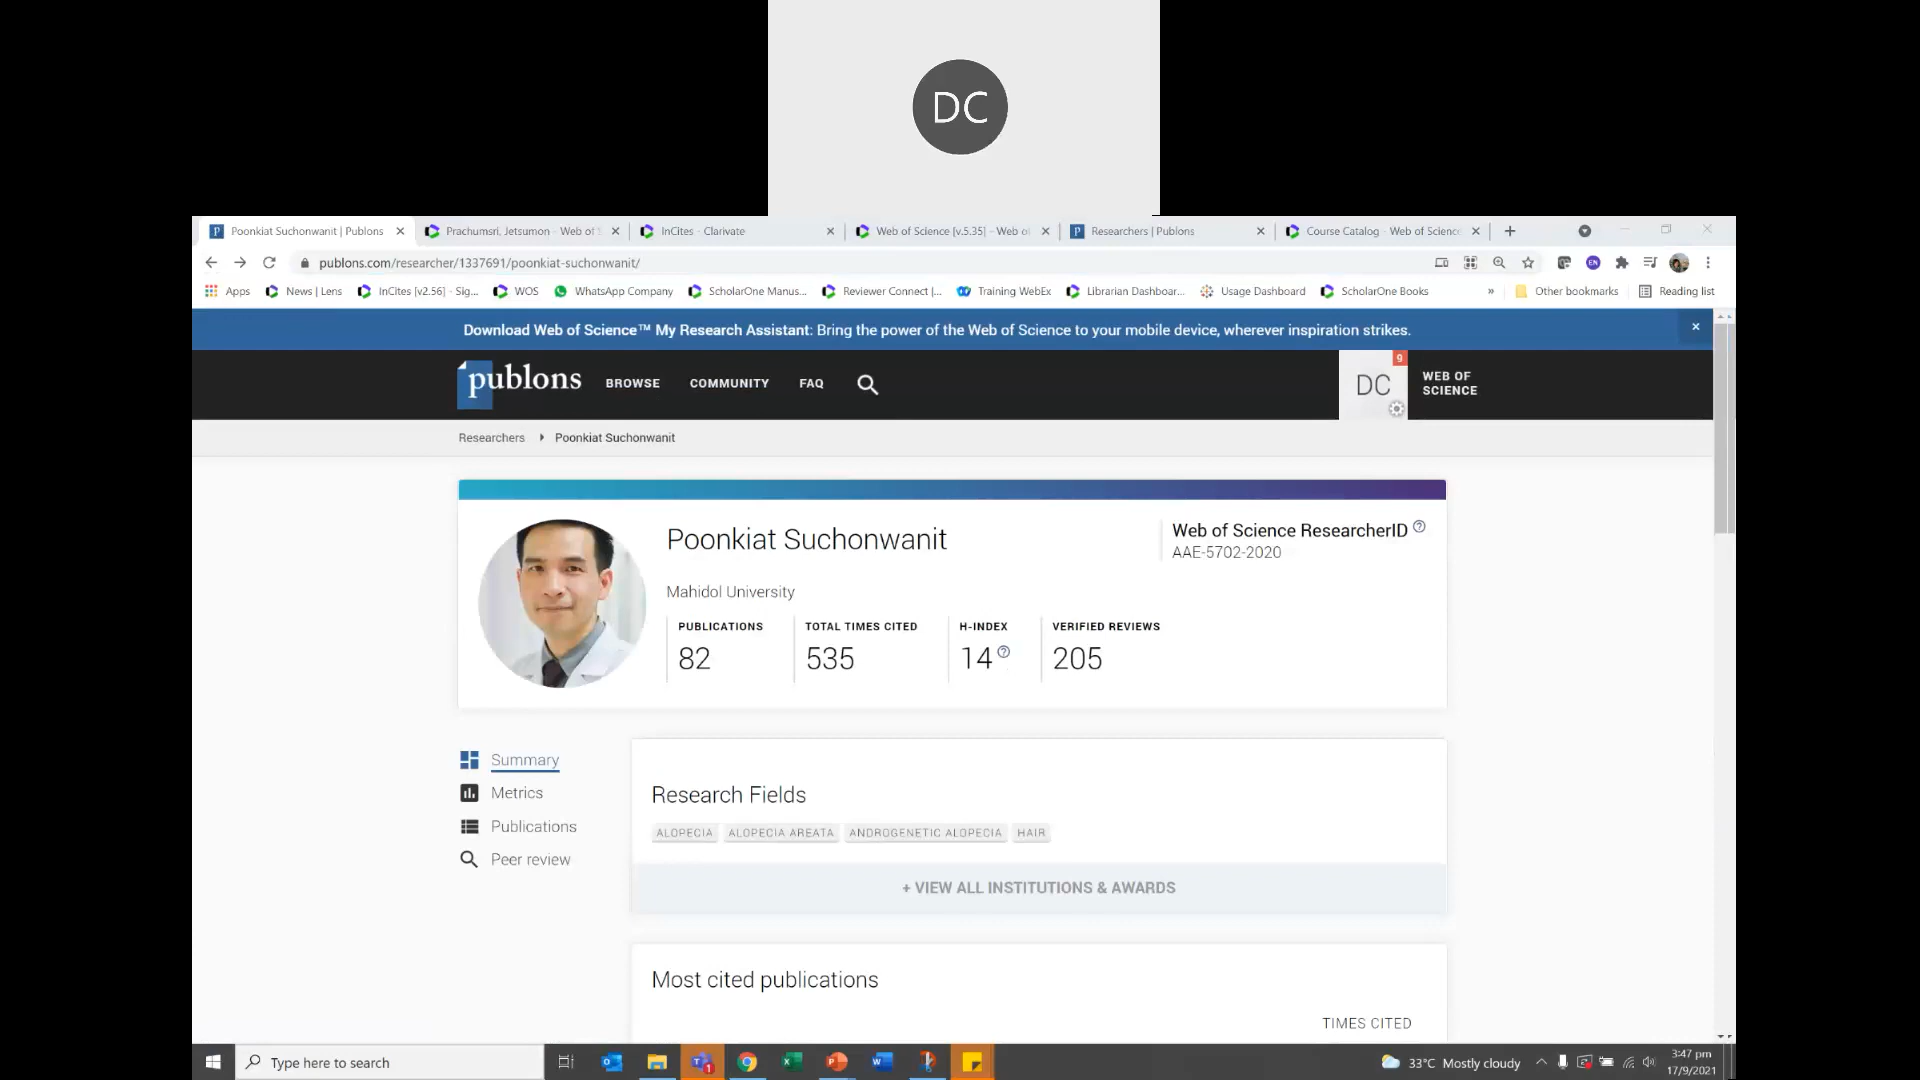 DC
Poonkiat Suchonwanit | Publons
Prachumsri, Jetsumon - Web of
InCites - Clarivate
Web of Science [v.5.35] - Web of
Researchers | Publons
Course Catalog - Web of Science
publons.com/researcher/1337691/poonkiat-suchonwanit/
EN
Apps
News | Lens
InCites [v2.56] - Sig...
WOS
WhatsApp Company
ScholarOne Manus...
Reviewer Connect |...
Training WebEx
Librarian Dashboar...
Usage Dashboard
ScholarOne Books
»
Other bookmarks
Reading list
Download Web of Science™ My Research Assistant: Bring the power of the Web of Science to your mobile device, wherever inspiration strikes.
publons
BROWSE
COMMUNITY
FAQ
DC
9
WEB OF
SCIENCE
Researchers
Poonkiat Suchonwanit
Poonkiat Suchonwanit
Web of Science ResearcherID
AAE-5702-2020
Mahidol University
PUBLICATIONS
82
TOTAL TIMES CITED
535
H-INDEX
14
VERIFIED REVIEWS
205
Summary
Metrics
Publications
Peer review
Research Fields
ALOPECIA
ALOPECIA AREATA
ANDROGENETIC ALOPECIA
HAIR
+ VIEW ALL INSTITUTIONS & AWARDS
Most cited publications
TIMES CITED
Type here to search
1
33°C Mostly cloudy
3:47 pm
17/9/2021